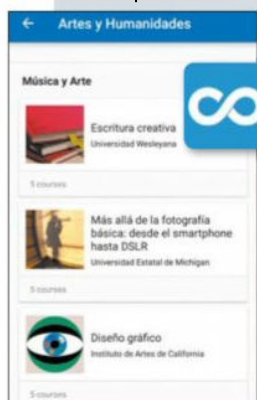 Artes y Humanidades
Música y Arte
Escritura creativa
Universidad Wesleyana
5 courses
Más allá de la fotografía
básica: desde el smartphone
hasta DSLR
Universidad Estatal de Michigan
5 courses
Diseño gráfico
Instituto de Artes de California
5 courses